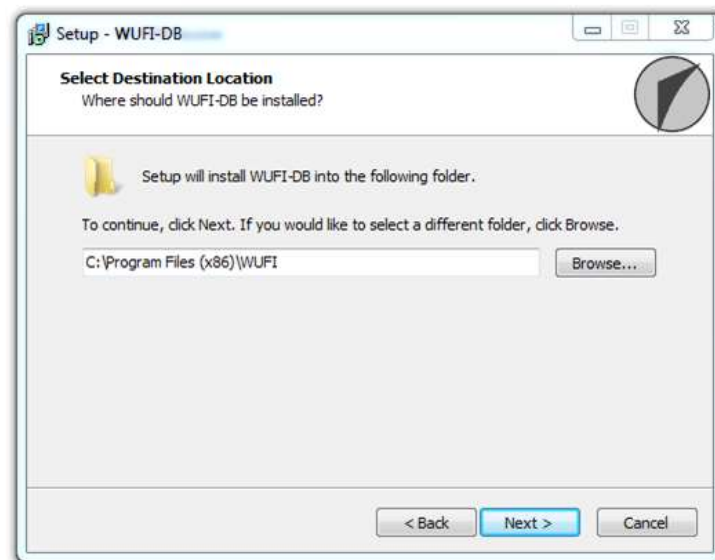 Setup - WUFI-DB
Select Destination Location
Where should WUFI-DB be installed?
Setup will install WUFI-DB into the following folder.
To continue, click Next. If you would like to select a different folder, click Browse.
C:\Program Files (x86)\WUFI
Browse...
< Back
Next >
Cancel